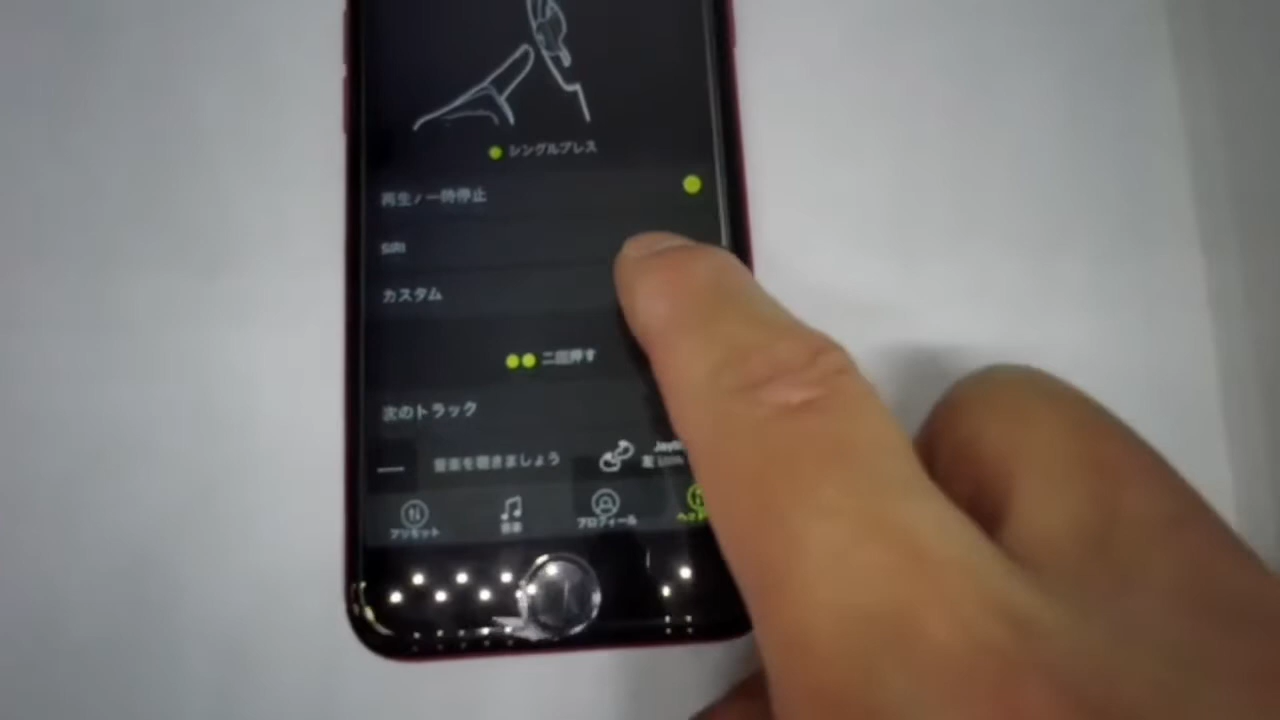 シングルプレス
再生/一時停止
SIRI
カスタム
二回押す
次のトラック
音楽を聴きましょう
プリセット
音楽
プロフィール